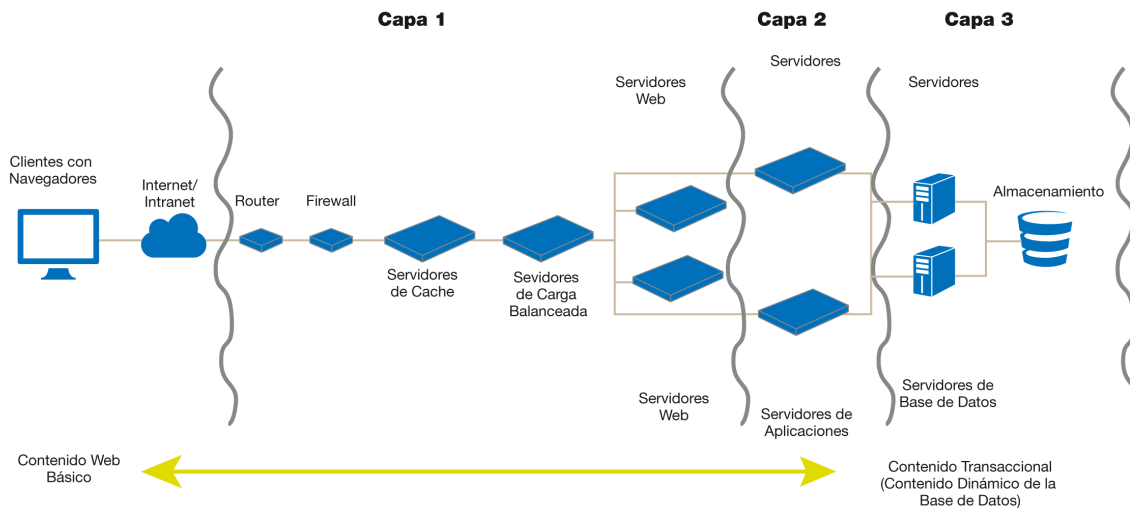 Capa 1
Capa 2
Capa 3
Servidores
Web
Servidores
Servidores
Clientes con
Navegadores
Internet/
Intranet
Router
Firewall
Almacenamiento
Servidores
de Cache
Sevidores
de Carga
Balanceada
Servidores
Web
Servidores de
Aplicaciones
Servidores de
Base de Datos
Contenido Web
Básico
Contenido Transaccional
(Contenido Dinámico de la
Base de Datos)